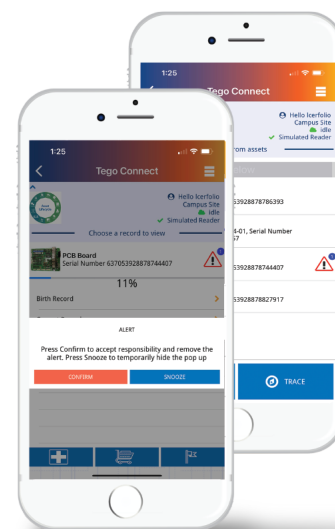 1:25
Tego Connect
Hello Icerfolio
Campus Site
idle
Simulated Reader
Choose a record to view
PCB Board
Serial Number 637053928878744407
11%
Birth Record
ALERT
Press Confirm to accept responsibility and remove the
alert. Press Snooze to temporarily hide the pop up
CONFIRM
SNOOZE
1:25
Tego Connect
Hello Icerfolio
Campus Site
idle
Simulated Reader
om assets
53928878786393
-01, Serial Number
53928878744407
53928878827917
TRACE